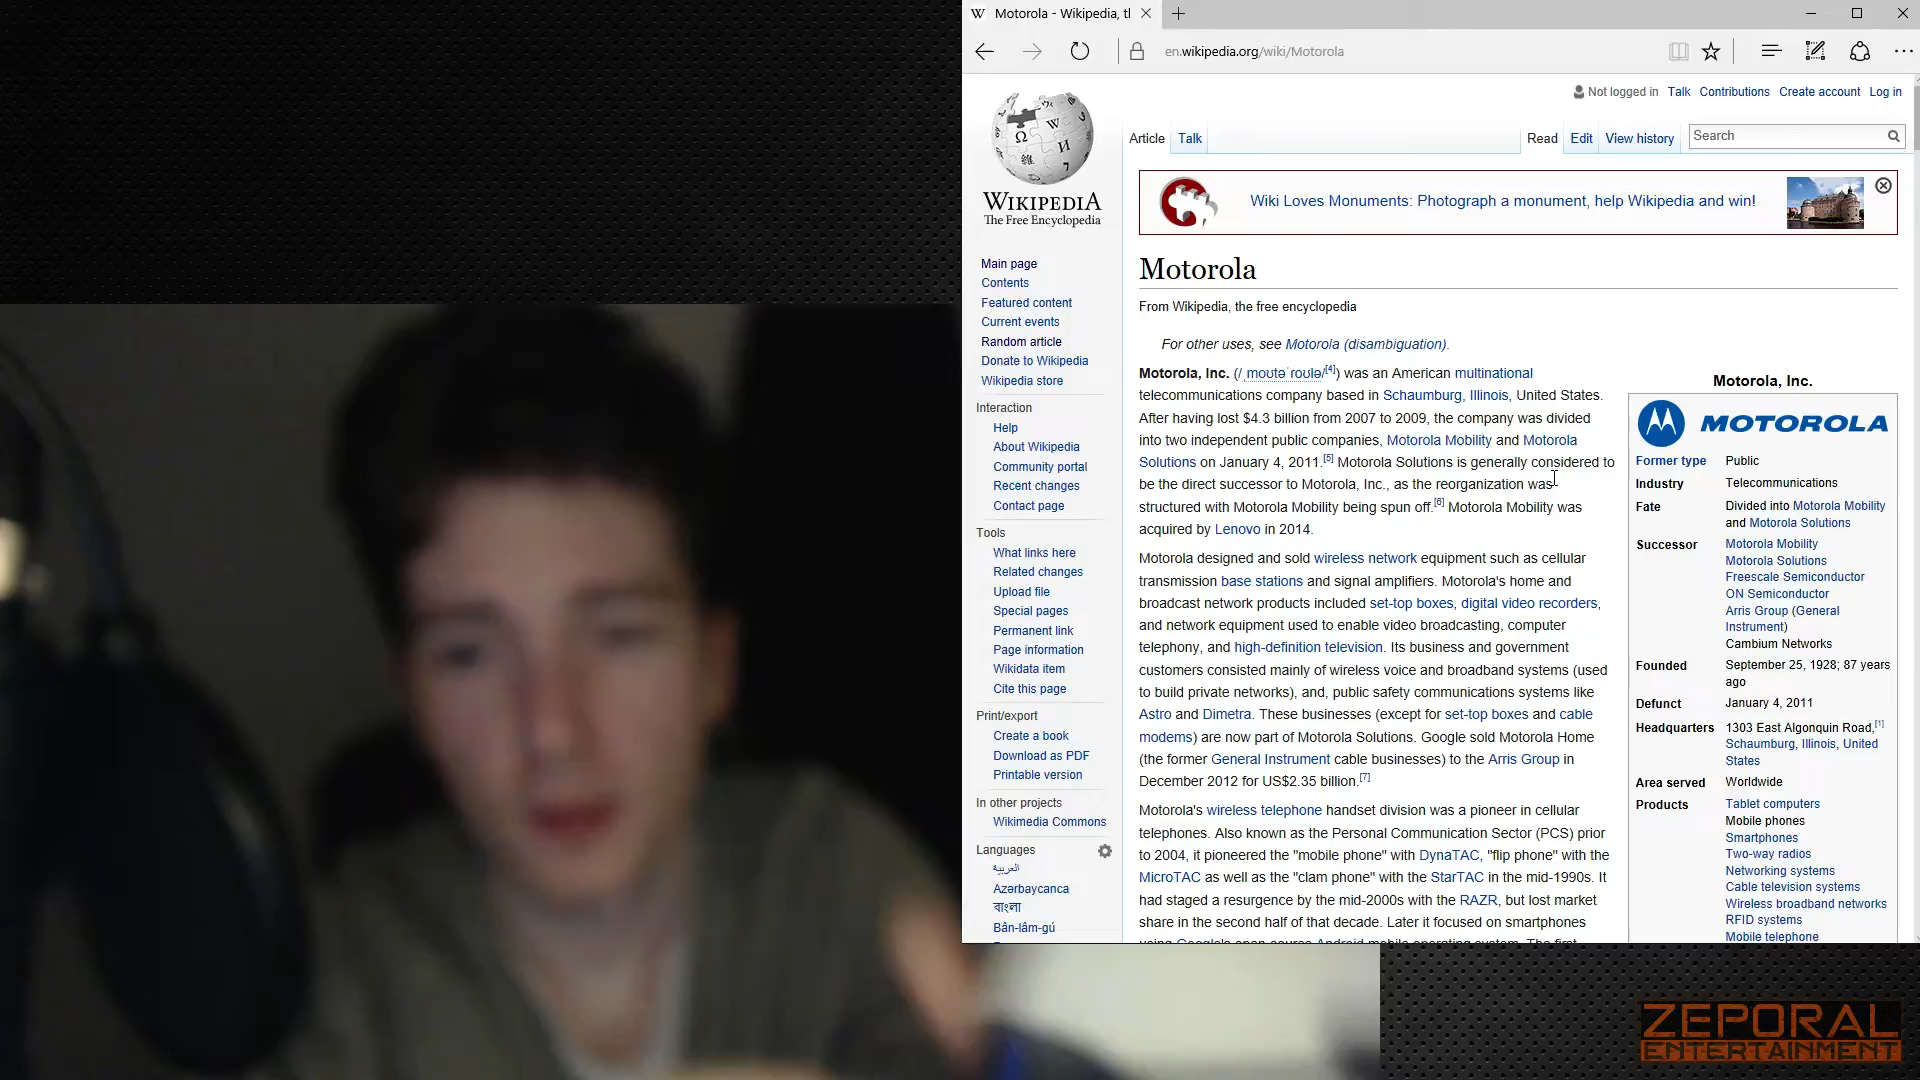 W Motorola - Wikipedia, tl
en.wikipedia.org/wiki/Motorola
Not logged in Talk Contributions Create account Log in
Article Talk Read Edit View history Search
WIKIPEDIA
The Free Encyclopedia
Wiki Loves Monuments: Photograph a monument, help Wikipedia and win!
Main page
Contents
Featured content
Current events
Random article
Donate to Wikipedia
Wikipedia store
Interaction
Help
About Wikipedia
Community portal
Recent changes
Contact page
Tools
What links here
Related changes
Upload file
Special pages
Permanent link
Page information
Wikidata item
Cite this page
Print/export
Create a book
Download as PDF
Printable version
In other projects
Wikimedia Commons
Languages
العربية
Azərbaycanca
বাংলা
Bân-lâm-gú
Motorola
From Wikipedia, the free encyclopedia
For other uses, see Motorola (disambiguation).
Motorola, Inc. (/ˌmoʊtəˈroʊlə/[4]) was an American multinational
telecommunications company based in Schaumburg, Illinois, United States.
After having lost $4.3 billion from 2007 to 2009, the company was divided
into two independent public companies, Motorola Mobility and Motorola
Solutions on January 4, 2011.[5] Motorola Solutions is generally considered to
be the direct successor to Motorola, Inc., as the reorganization was
structured with Motorola Mobility being spun off.[6] Motorola Mobility was
acquired by Lenovo in 2014.
Motorola designed and sold wireless network equipment such as cellular
transmission base stations and signal amplifiers. Motorola's home and
broadcast network products included set-top boxes, digital video recorders,
and network equipment used to enable video broadcasting, computer
telephony, and high-definition television. Its business and government
customers consisted mainly of wireless voice and broadband systems (used
to build private networks), and, public safety communications systems like
Astro and Dimetra. These businesses (except for set-top boxes and cable
modems) are now part of Motorola Solutions. Google sold Motorola Home
(the former General Instrument cable businesses) to the Arris Group in
December 2012 for US$2.35 billion.[7]
Motorola's wireless telephone handset division was a pioneer in cellular
telephones. Also known as the Personal Communication Sector (PCS) prior
to 2004, it pioneered the "mobile phone" with DynaTAC, "flip phone" with the
MicroTAC as well as the "clam phone" with the StarTAC in the mid-1990s. It
had staged a resurgence by the mid-2000s with the RAZR, but lost market
share in the second half of that decade. Later it focused on smartphones
using Google's open-source Android mobile operating system. The first
Motorola, Inc.
MOTOROLA
Former type Public
Industry Telecommunications
Fate Divided into Motorola Mobility
and Motorola Solutions
Successor Motorola Mobility
Motorola Solutions
Freescale Semiconductor
ON Semiconductor
Arris Group (General
Instrument)
Cambium Networks
Founded September 25, 1928; 87 years
ago
Defunct January 4, 2011
Headquarters 1303 East Algonquin Road,[1]
Schaumburg, Illinois, United
States
Area served Worldwide
Products Tablet computers
Mobile phones
Smartphones
Two-way radios
Networking systems
Cable television systems
Wireless broadband networks
RFID systems
Mobile telephone
ZEPORAL
ENTERTAINMENT